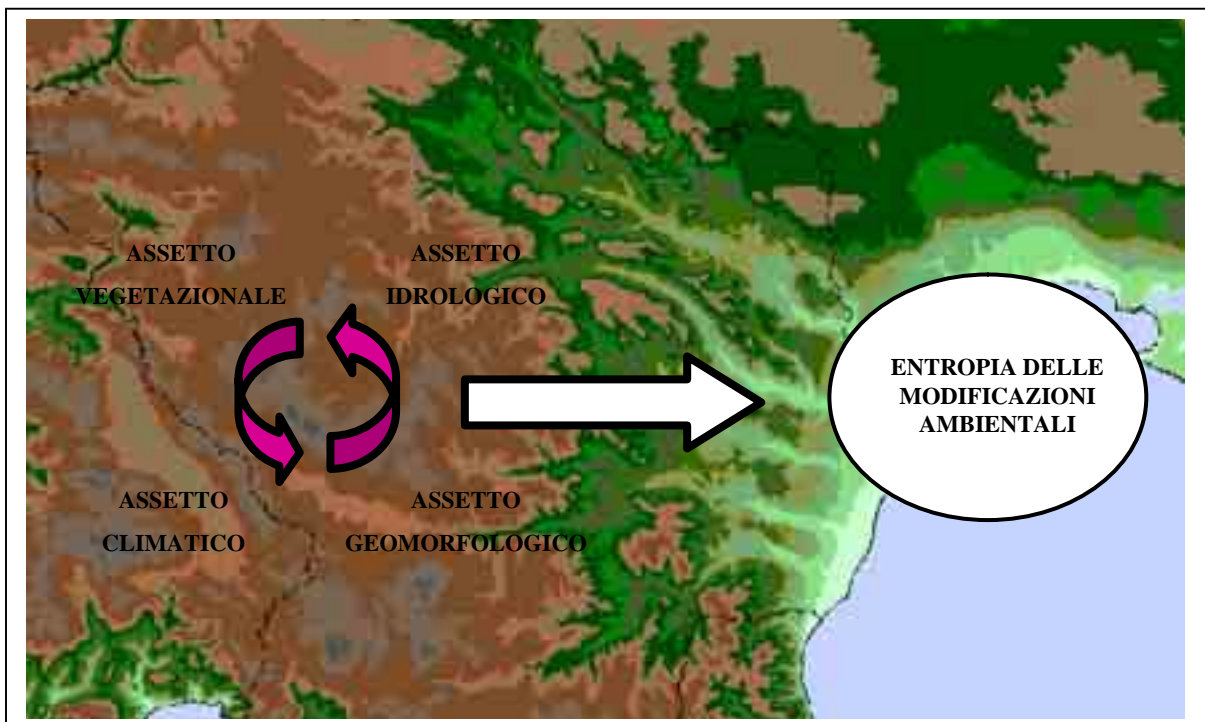 ASSETTO
VEGETAZIONALE
ASSETTO
IDROLOGICO
ASSETTO
CLIMATICO
ASSETTO
GEOMORFOLOGICO
ENTROPIA DELLE
MODIFICAZIONI
AMBIENTALI